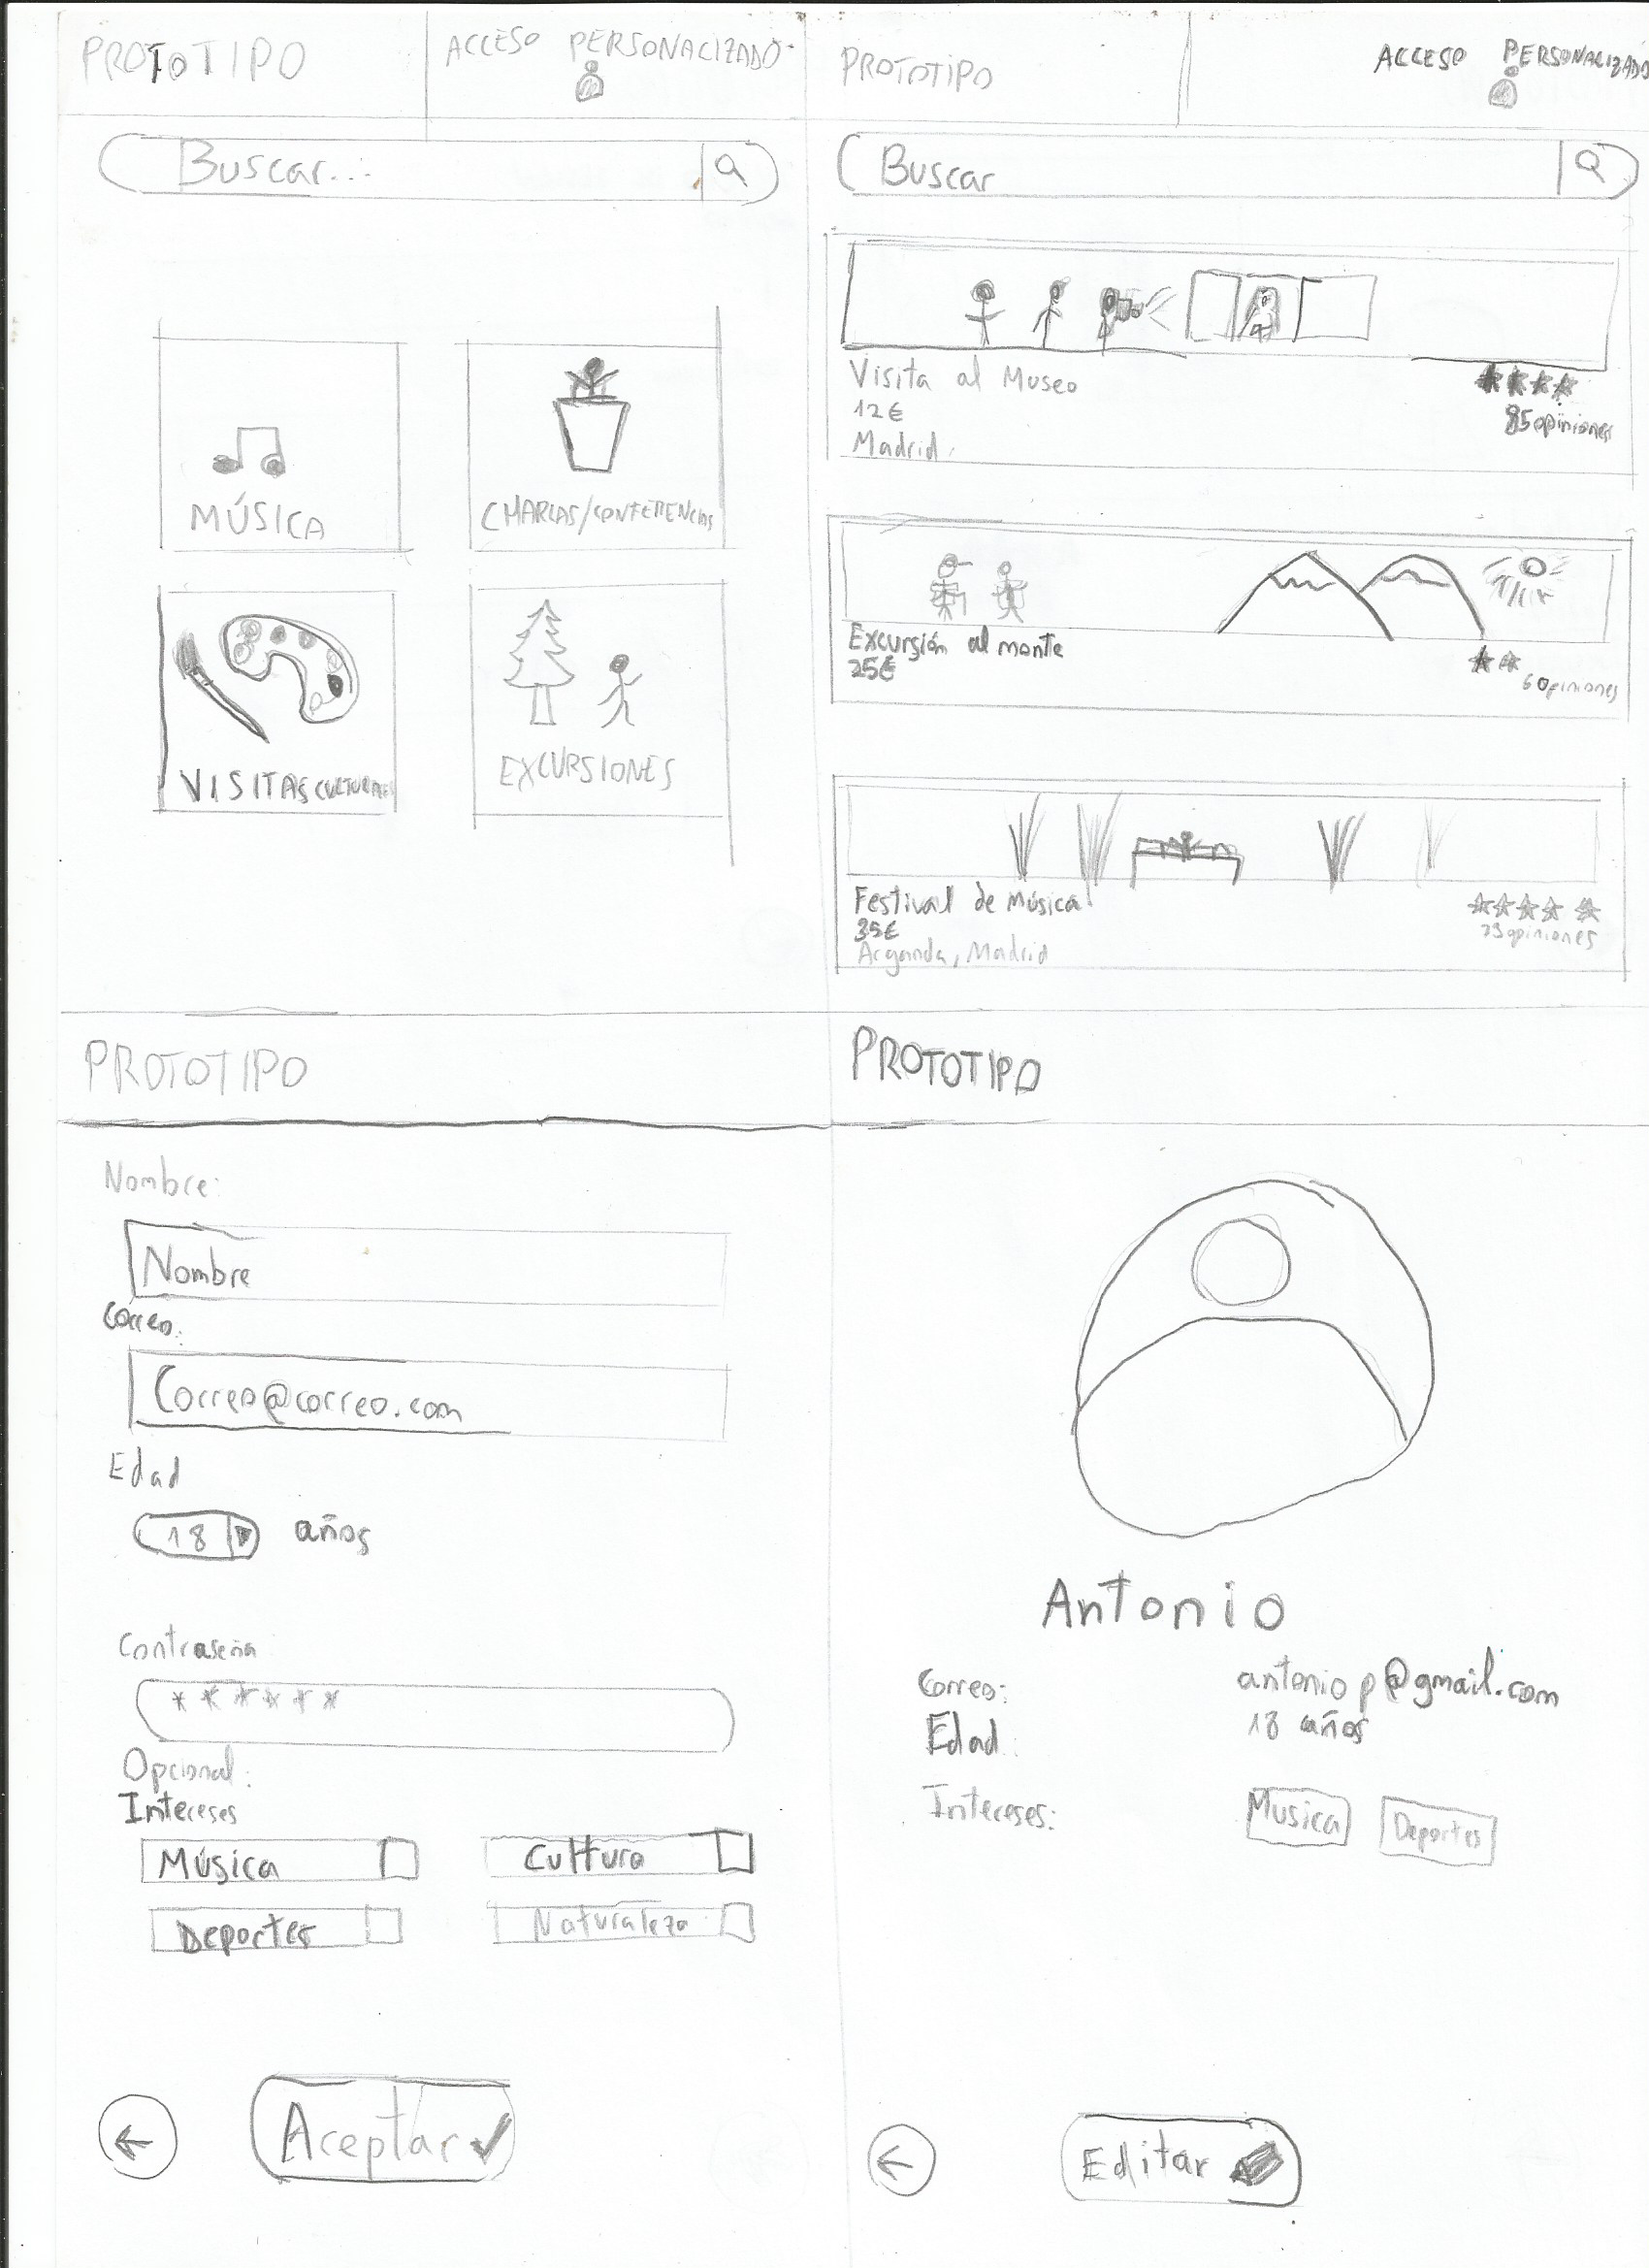 PROTOTIPO
ACCESO PERSONALIZADO
Buscar...
MÚSICA
CHARLAS/CONFERENCIAS
VISITAS CULTURALES
EXCURSIONES
PROTOTIPO
ACCESO PERSONALIZADO
Buscar
Visita al Museo
12€
Madrid.
85 opiniones
Excursión al monte
25€
6 opiniones
Festival de Música
35€
Arganda, Madrid
opiniones
PROTOTIPO
Nombre:
Nombre
Correo:
Correo@correo.com
Edad
18 años
Contraseña
******
Opcional:
Intereses
Música
Cultura
Deportes
Naturaleza
Aceptar
PROTOTIPO
Antonio
Correo: antoniop@gmail.com
Edad: 18 años
Intereses: Musica Deportes
Editar